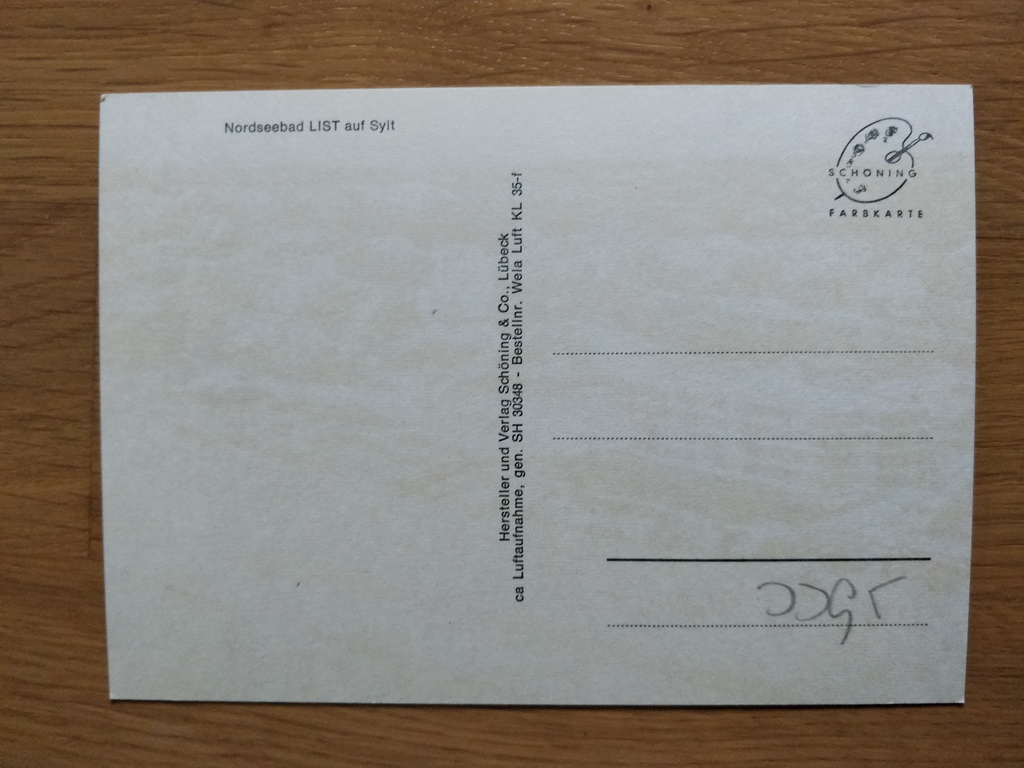 Nordseebad LIST auf Sylt
SCHÖNING
FARBKARTE
Hersteller und Verlag Schöning & Co., Lübeck
ca Luftaufnahme, gen. SH 30348 - Bestellnr. Wela Luft KL 35-f